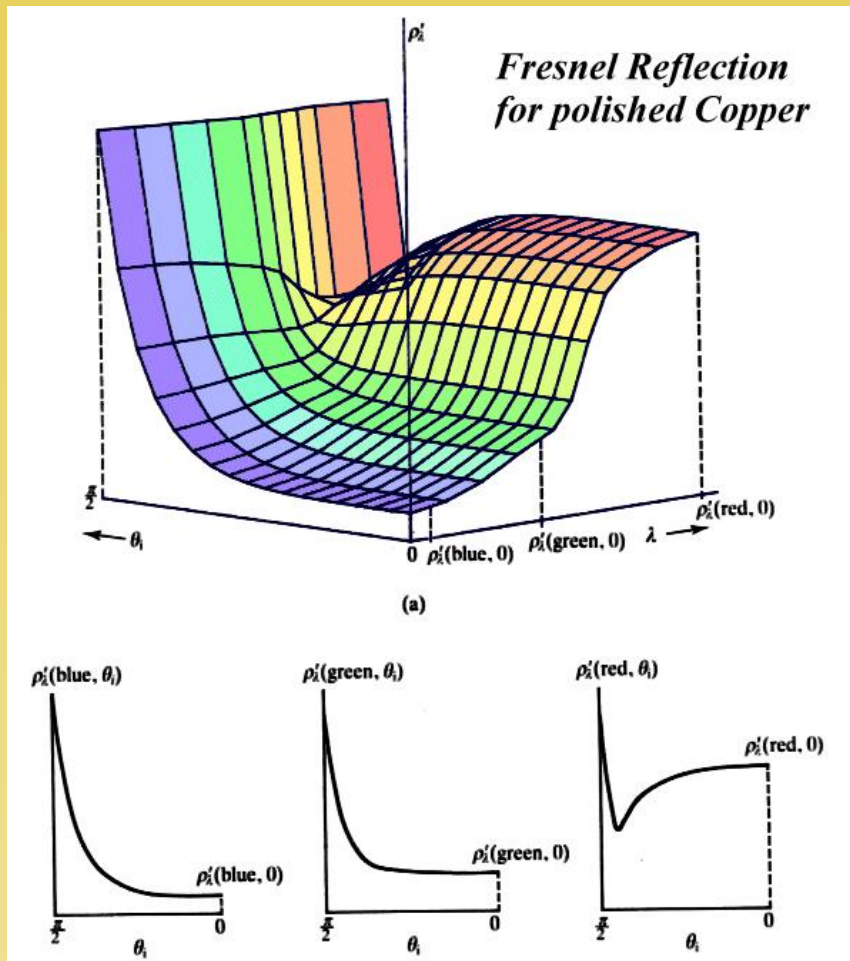 ρ′λ
Fresnel Reflection
for polished Copper
π/2
θi
0
ρ′λ(blue, 0)
ρ′λ(green, 0)
λ
ρ′λ(red, 0)
(a)
ρ′λ(blue, θi)
ρ′λ(green, θi)
ρ′λ(red, θi)
ρ′λ(blue, 0)
ρ′λ(green, 0)
ρ′λ(red, 0)
π/2 0 π/2 0 π/2 0
θi θi θi